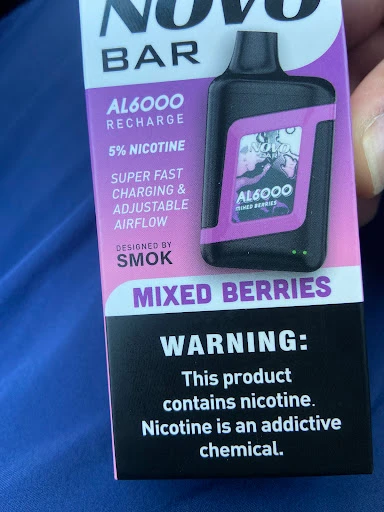 NOVO
BAR
AL6000
RECHARGE
5% NICOTINE
SUPER FAST
CHARGING &
ADJUSTABLE
AIRFLOW
DESIGNED BY
SMOK
NOVO
BAR
AL6000
MIXED BERRIES
MIXED BERRIES
WARNING:
This product
contains nicotine.
Nicotine is an addictive
chemical.